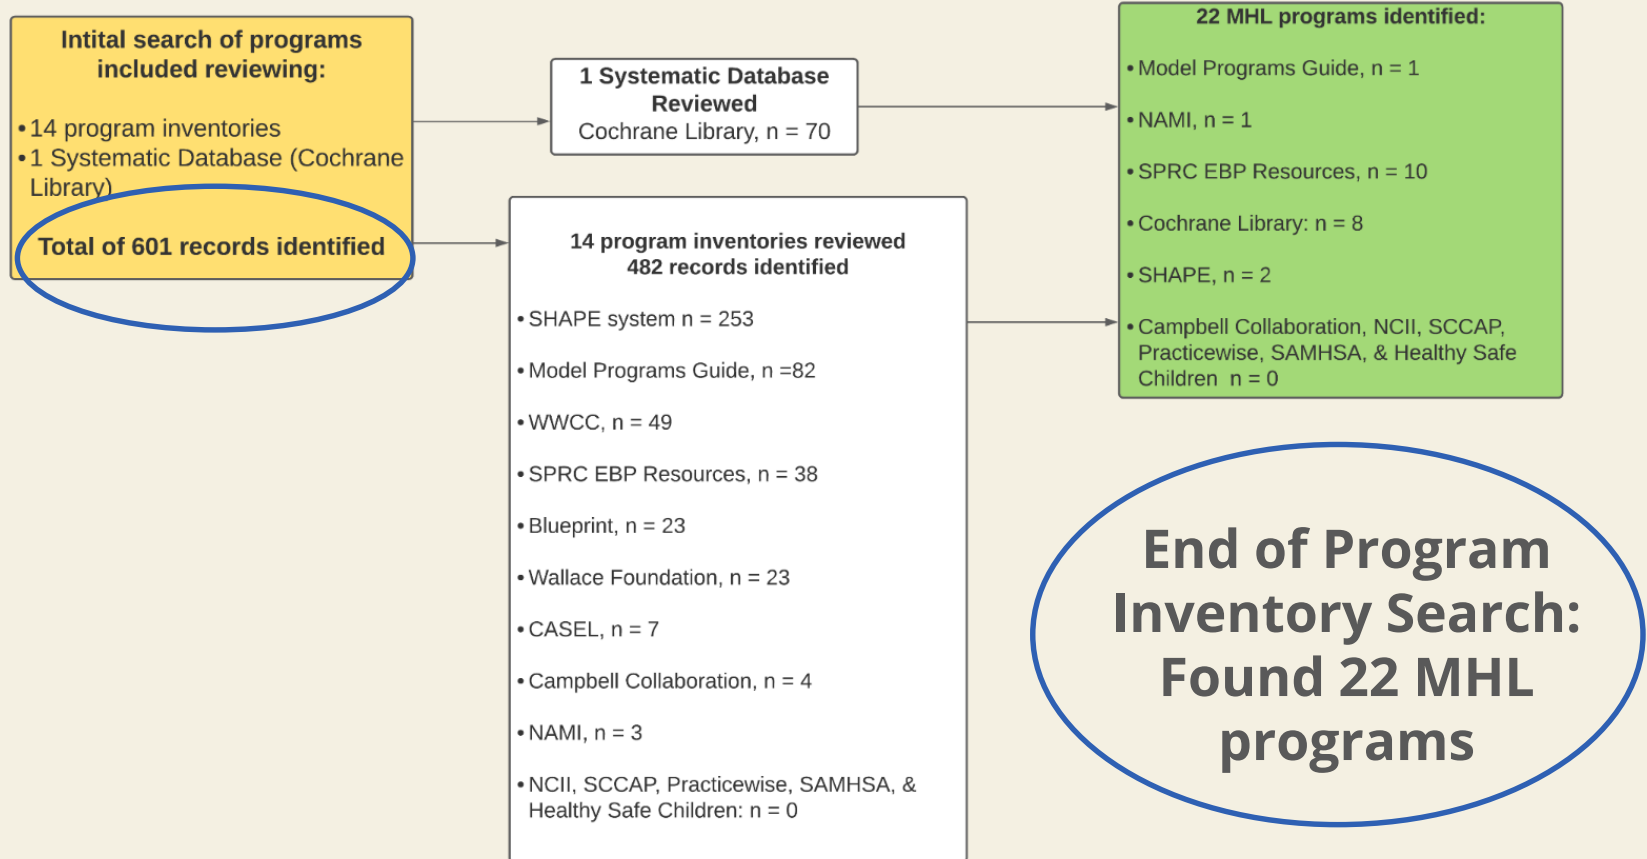 Intital search of programs
included reviewing:
•14 program inventories
•1 Systematic Database (Cochrane
Library)
Total of 601 records identified
1 Systematic Database
Reviewed
Cochrane Library, n = 70
14 program inventories reviewed
482 records identified
•SHAPE system n = 253
•Model Programs Guide, n =82
•WWCC, n = 49
•SPRC EBP Resources, n = 38
•Blueprint, n = 23
•Wallace Foundation, n = 23
•CASEL, n = 7
•Campbell Collaboration, n = 4
•NAMI, n = 3
•NCII, SCCAP, Practicewise, SAMHSA, &
Healthy Safe Children: n = 0
22 MHL programs identified:
•Model Programs Guide, n = 1
•NAMI, n = 1
•SPRC EBP Resources, n = 10
•Cochrane Library: n = 8
•SHAPE, n = 2
•Campbell Collaboration, NCII, SCCAP,
Practicewise, SAMHSA, & Healthy Safe
Children n = 0
End of Program
Inventory Search:
Found 22 MHL
programs